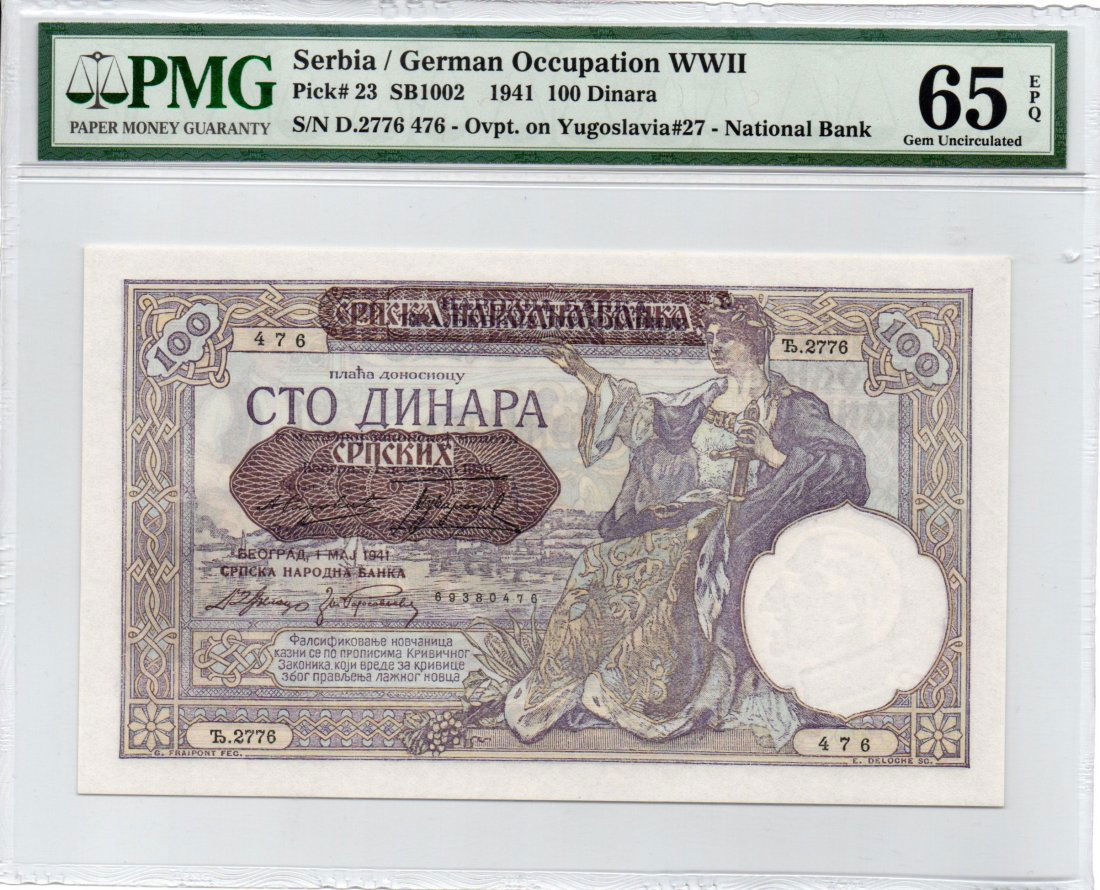 PMG
PAPER MONEY GUARANTY
Serbia / German Occupation WWII
Pick# 23 SB1002 1941 100 Dinara
S/N D.2776 476 - Ovpt. on Yugoslavia#27 - National Bank
65
EPQ
Gem Uncirculated
СРПСКА НАРОДНА БАНКА
100
476
Ђ.2776
100
плаћа доносиоцу
СТО ДИНАРА
СРПСКИХ
БЕОГРАД, 1 МАЈ 1941
СРПСКА НАРОДНА БАНКА
69380476
Фалсификовање новчаница
казни се по прописима Кривичног
Законика, који вреде за кривице
због прављења лажног новца
Ђ.2776
476
G. FRAIPONT FEC.
E. DELOCHE SC.